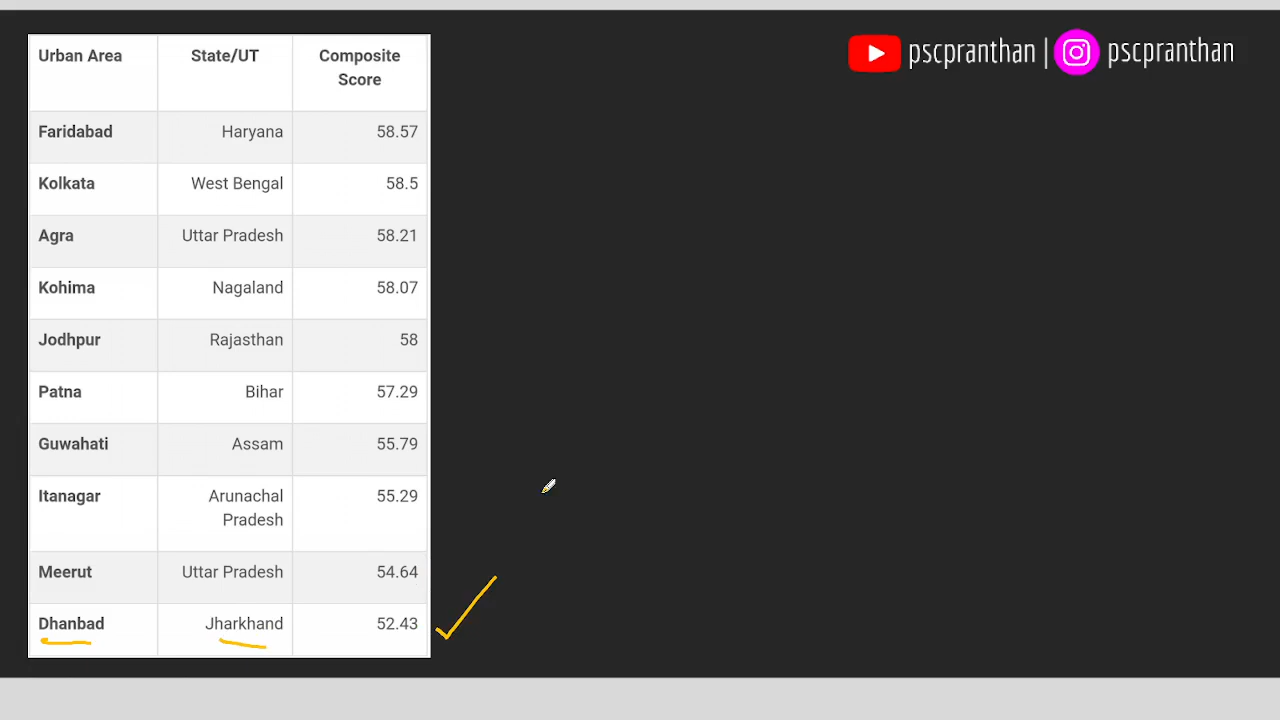 pscpranthan | pscpranthan
Urban Area State/UT Composite
Score
Faridabad Haryana 58.57
Kolkata West Bengal 58.5
Agra Uttar Pradesh 58.21
Kohima Nagaland 58.07
Jodhpur Rajasthan 58
Patna Bihar 57.29
Guwahati Assam 55.79
Itanagar Arunachal 55.29
Pradesh
Meerut Uttar Pradesh 54.64
Dhanbad Jharkhand 52.43